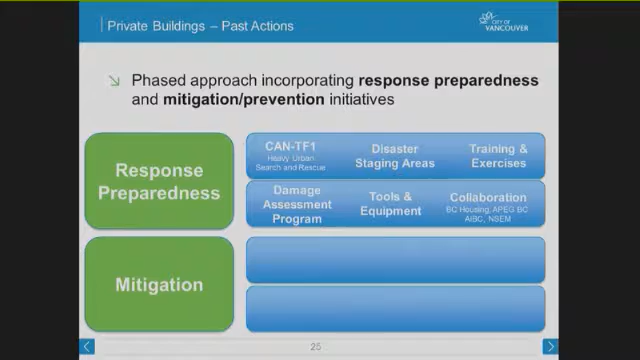 Private Buildings – Past Actions
CITY OF
VANCOUVER
Phased approach incorporating response preparedness
and mitigation/prevention initiatives
Response
Preparedness
CAN-TF1
Heavy Urban
Search and Rescue
Disaster
Staging Areas
Training &
Exercises
Damage
Assessment
Program
Tools &
Equipment
Collaboration
BC Housing, APEG BC
AIBC, NSEM
Mitigation
25